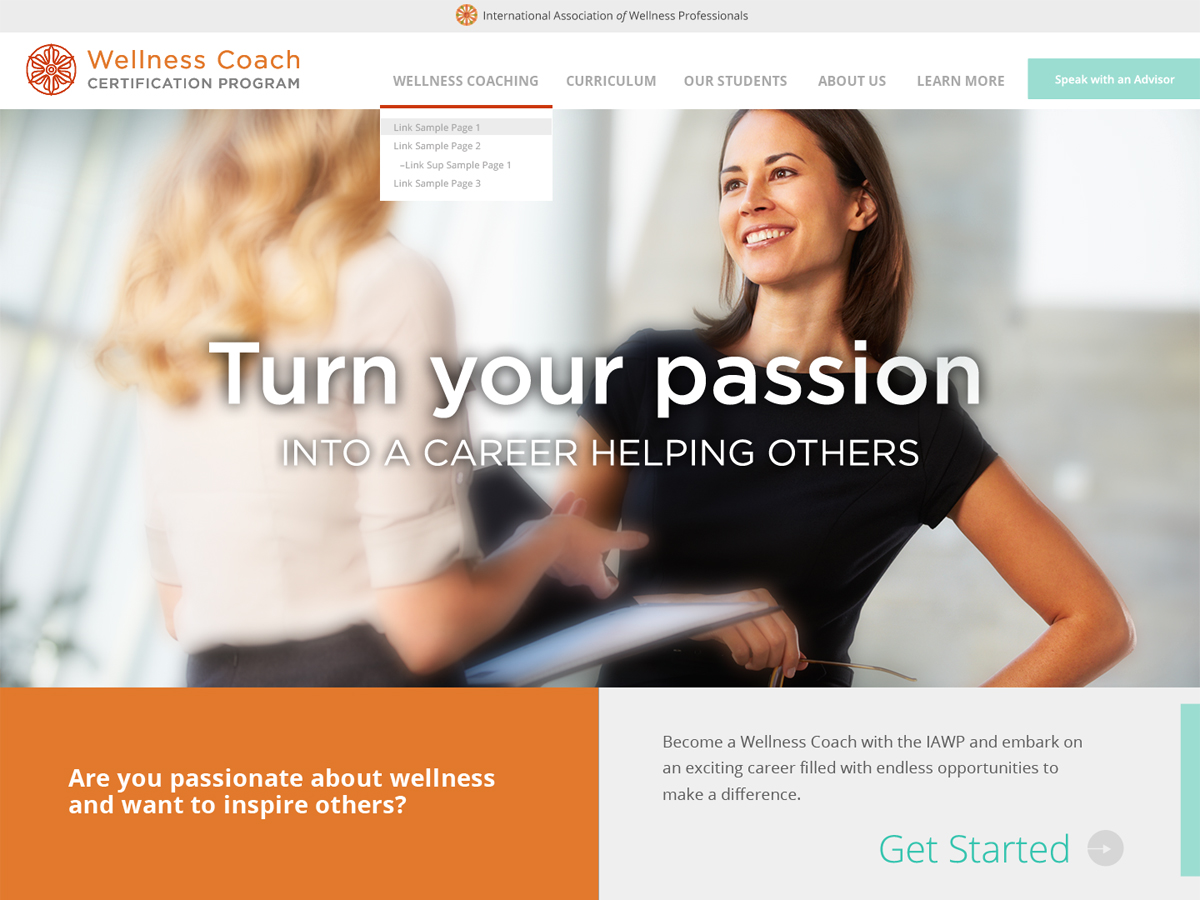 International Association of Wellness Professionals
Wellness Coach
CERTIFICATION PROGRAM
WELLNESS COACHING
CURRICULUM
OUR STUDENTS
ABOUT US
LEARN MORE
Speak with an Advisor
Link Sample Page 1
Link Sample Page 2
–Link Sup Sample Page 1
Link Sample Page 3
Turn your passion
INTO A CAREER HELPING OTHERS
Are you passionate about wellness
and want to inspire others?
Become a Wellness Coach with the IAWP and embark on
an exciting career filled with endless opportunities to
make a difference.
Get Started